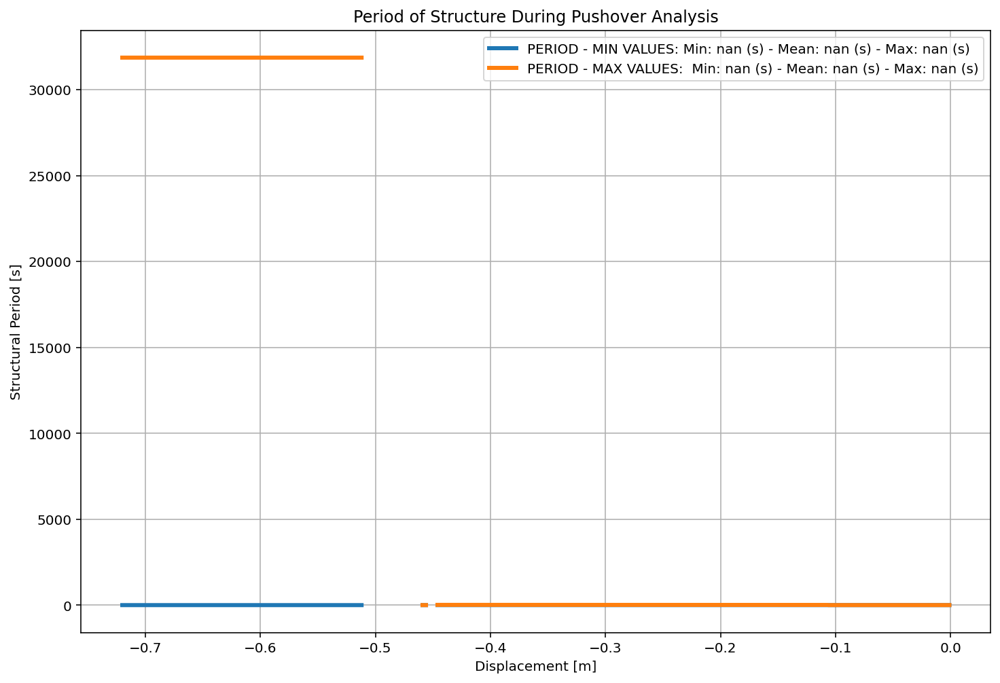 Period of Structure During Pushover Analysis
PERIOD - MIN VALUES: Min: nan (s) - Mean: nan (s) - Max: nan (s)
PERIOD - MAX VALUES:  Min: nan (s) - Mean: nan (s) - Max: nan (s)
30000
25000
20000
15000
10000
5000
0
Structural Period [s]
−0.7 −0.6 −0.5 −0.4 −0.3 −0.2 −0.1 0.0
Displacement [m]